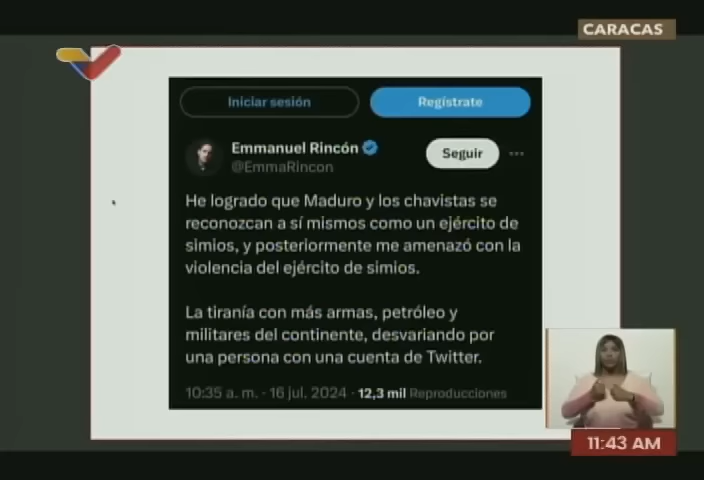 CARACAS
Iniciar sesión
Regístrate
Emmanuel Rincón
@EmmaRincon
Seguir
He logrado que Maduro y los chavistas se
reconozcan a sí mismos como un ejército de
simios, y posteriormente me amenazó con la
violencia del ejército de simios.
La tiranía con más armas, petróleo y
militares del continente, desvariando por
una persona con una cuenta de Twitter.
10:35 a. m. · 16 jul. 2024 · 12,3 mil Reproducciones
11:43 AM